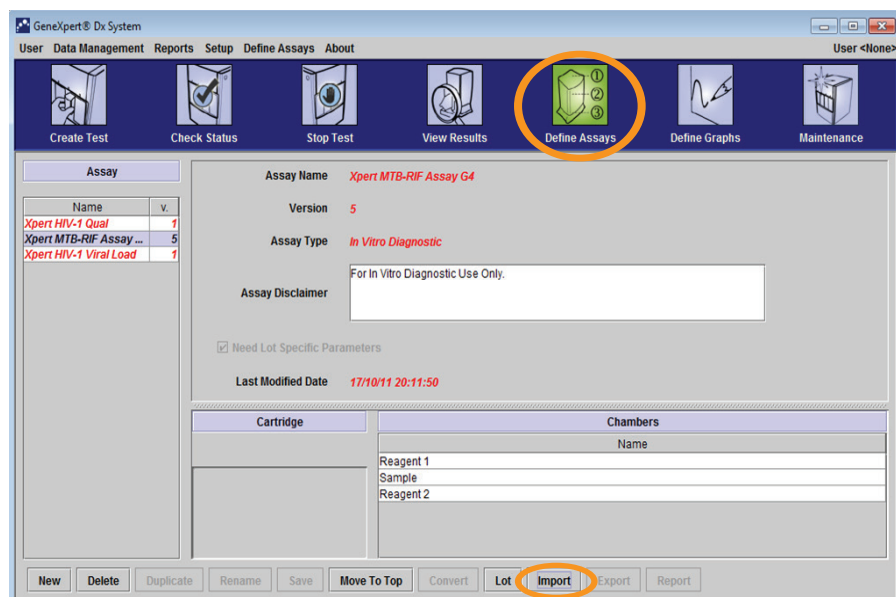 GeneXpert® Dx System
User Data Management Reports Setup Define Assays About User <None>
① ② ③
Create Test Check Status Stop Test View Results Define Assays Define Graphs Maintenance
Assay
Name v.
Xpert HIV-1 Qual 1
Xpert MTB-RIF Assay ... 5
Xpert HIV-1 Viral Load 1
Assay Name Xpert MTB-RIF Assay G4
Version 5
Assay Type In Vitro Diagnostic
Assay Disclaimer For In Vitro Diagnostic Use Only.
Need Lot Specific Parameters
Last Modified Date 17/10/11 20:11:50
Cartridge
Chambers
Name
Reagent 1
Sample
Reagent 2
New Delete Duplicate Rename Save Move To Top Convert Lot Import Export Report